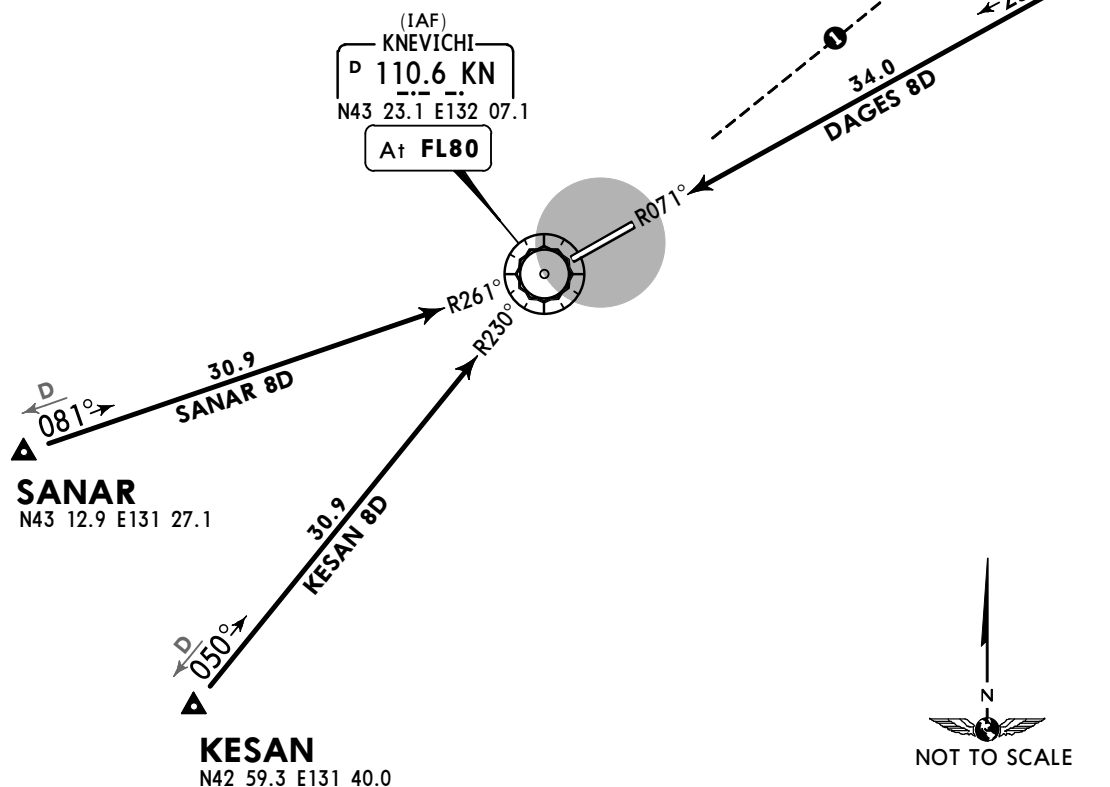 (IAF)
KNEVICHI
D 110.6 KN
N43 23.1 E132 07.1
At FL80
34.0
DAGES 8D
R071°
R261°
R230°
30.9
SANAR 8D
D
081°
SANAR
N43 12.9 E131 27.1
30.9
KESAN 8D
D
050°
KESAN
N42 59.3 E131 40.0
1
N
NOT TO SCALE